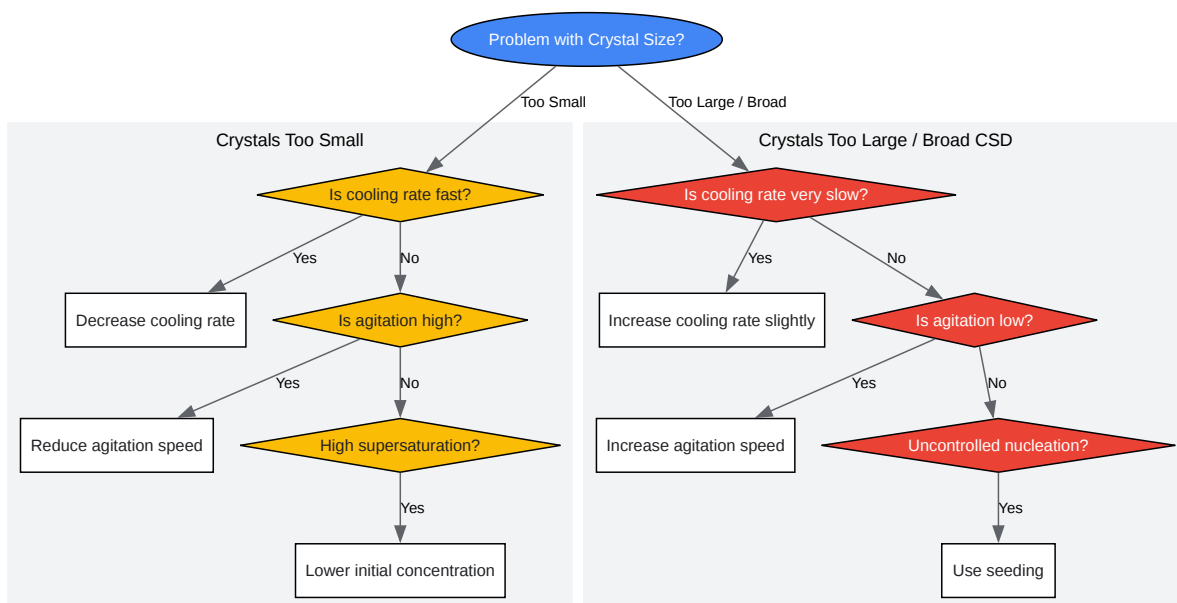 Problem with Crystal Size?
Too Small
Too Large / Broad
Crystals Too Small
Crystals Too Large / Broad CSD
Is cooling rate fast?
Is cooling rate very slow?
Yes
No
Yes
No
Decrease cooling rate
Is agitation high?
Increase cooling rate slightly
Is agitation low?
Yes
No
Yes
No
Reduce agitation speed
High supersaturation?
Increase agitation speed
Uncontrolled nucleation?
Yes
Yes
Lower initial concentration
Use seeding